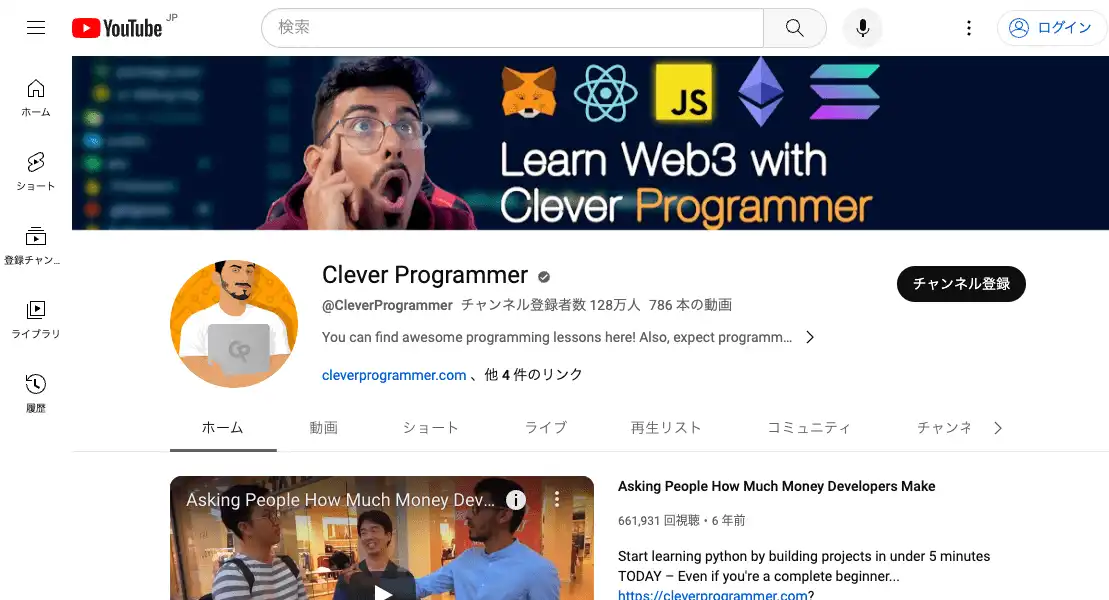 YouTube JP
検索
ログイン
ホーム
ショート
登録チャン...
ライブラリ
履歴
JS
Learn Web3 with
Clever Programmer
Clever Programmer
@CleverProgrammer チャンネル登録者数 128万人 786 本の動画
You can find awesome programming lessons here! Also, expect programm...
cleverprogrammer.com 、他 4 件のリンク
チャンネル登録
ホーム 動画 ショート ライブ 再生リスト コミュニティ チャンネ
Asking People How Much Money Dev...
Asking People How Much Money Developers Make
661,931 回視聴・6 年前
Start learning python by building projects in under 5 minutes
TODAY – Even if you're a complete beginner...
https://cleverprogrammer.com?